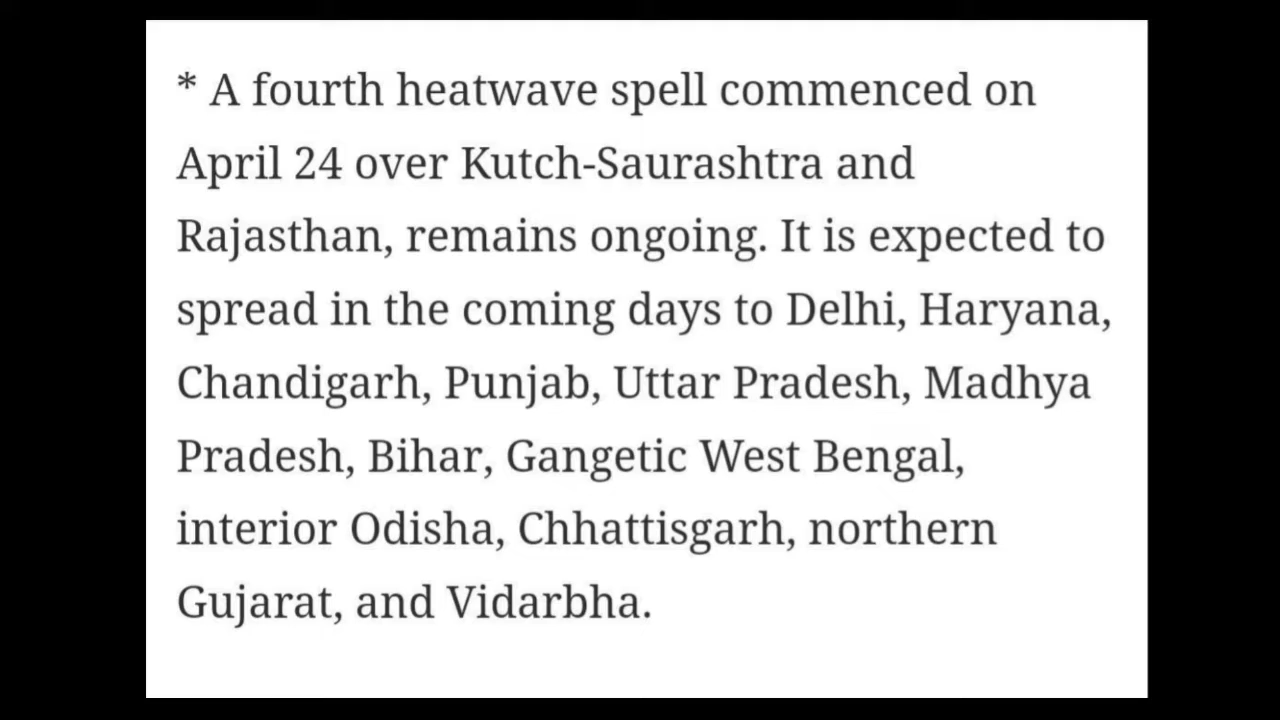 * A fourth heatwave spell commenced on
April 24 over Kutch-Saurashtra and
Rajasthan, remains ongoing. It is expected to
spread in the coming days to Delhi, Haryana,
Chandigarh, Punjab, Uttar Pradesh, Madhya
Pradesh, Bihar, Gangetic West Bengal,
interior Odisha, Chhattisgarh, northern
Gujarat, and Vidarbha.